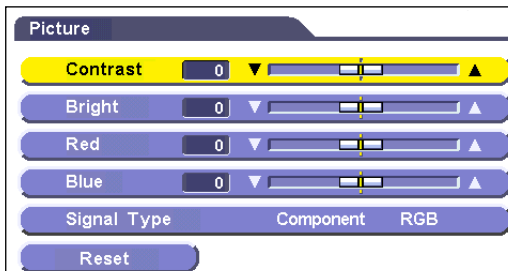 Picture
Contrast 0
Bright 0
Red 0
Blue 0
Signal Type Component RGB
Reset